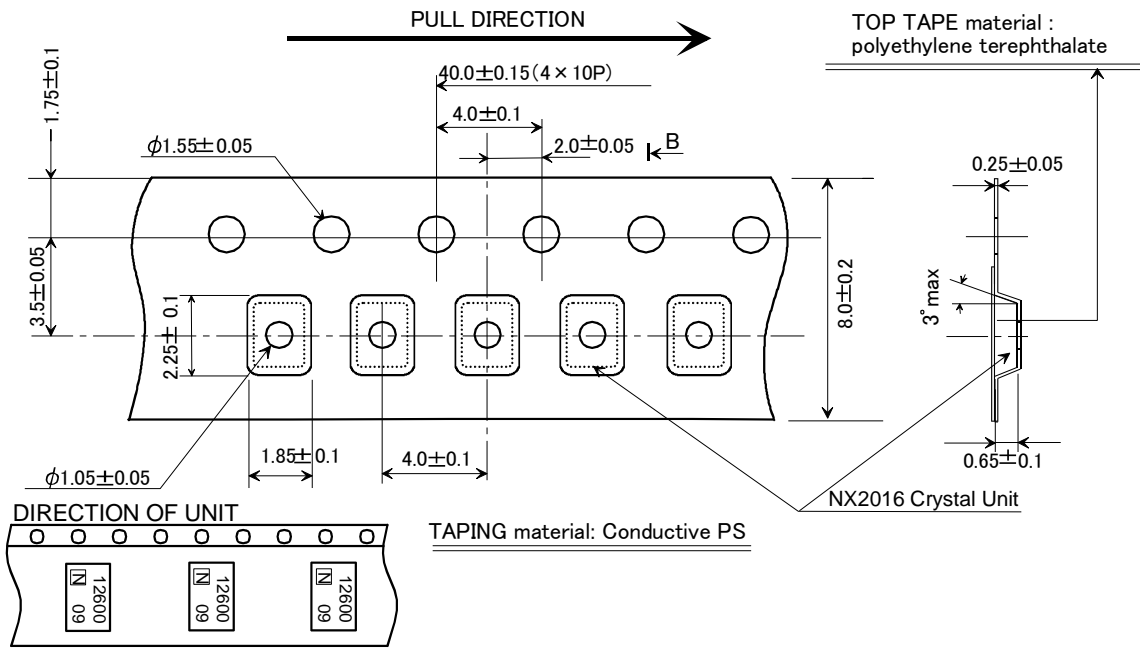 PULL DIRECTION
TOP TAPE material :
polyethylene terephthalate
1.75±0.1
40.0±0.15(4×10P)
4.0±0.1
2.0±0.05
B
φ1.55±0.05
0.25±0.05
3.5±0.05
2.25±0.1
8.0±0.2
3°max
1.85±0.1
4.0±0.1
0.65±0.1
φ1.05±0.05
NX2016 Crystal Unit
DIRECTION OF UNIT
TAPING material: Conductive PS
12600
N 09
12600
N 09
12600
N 09